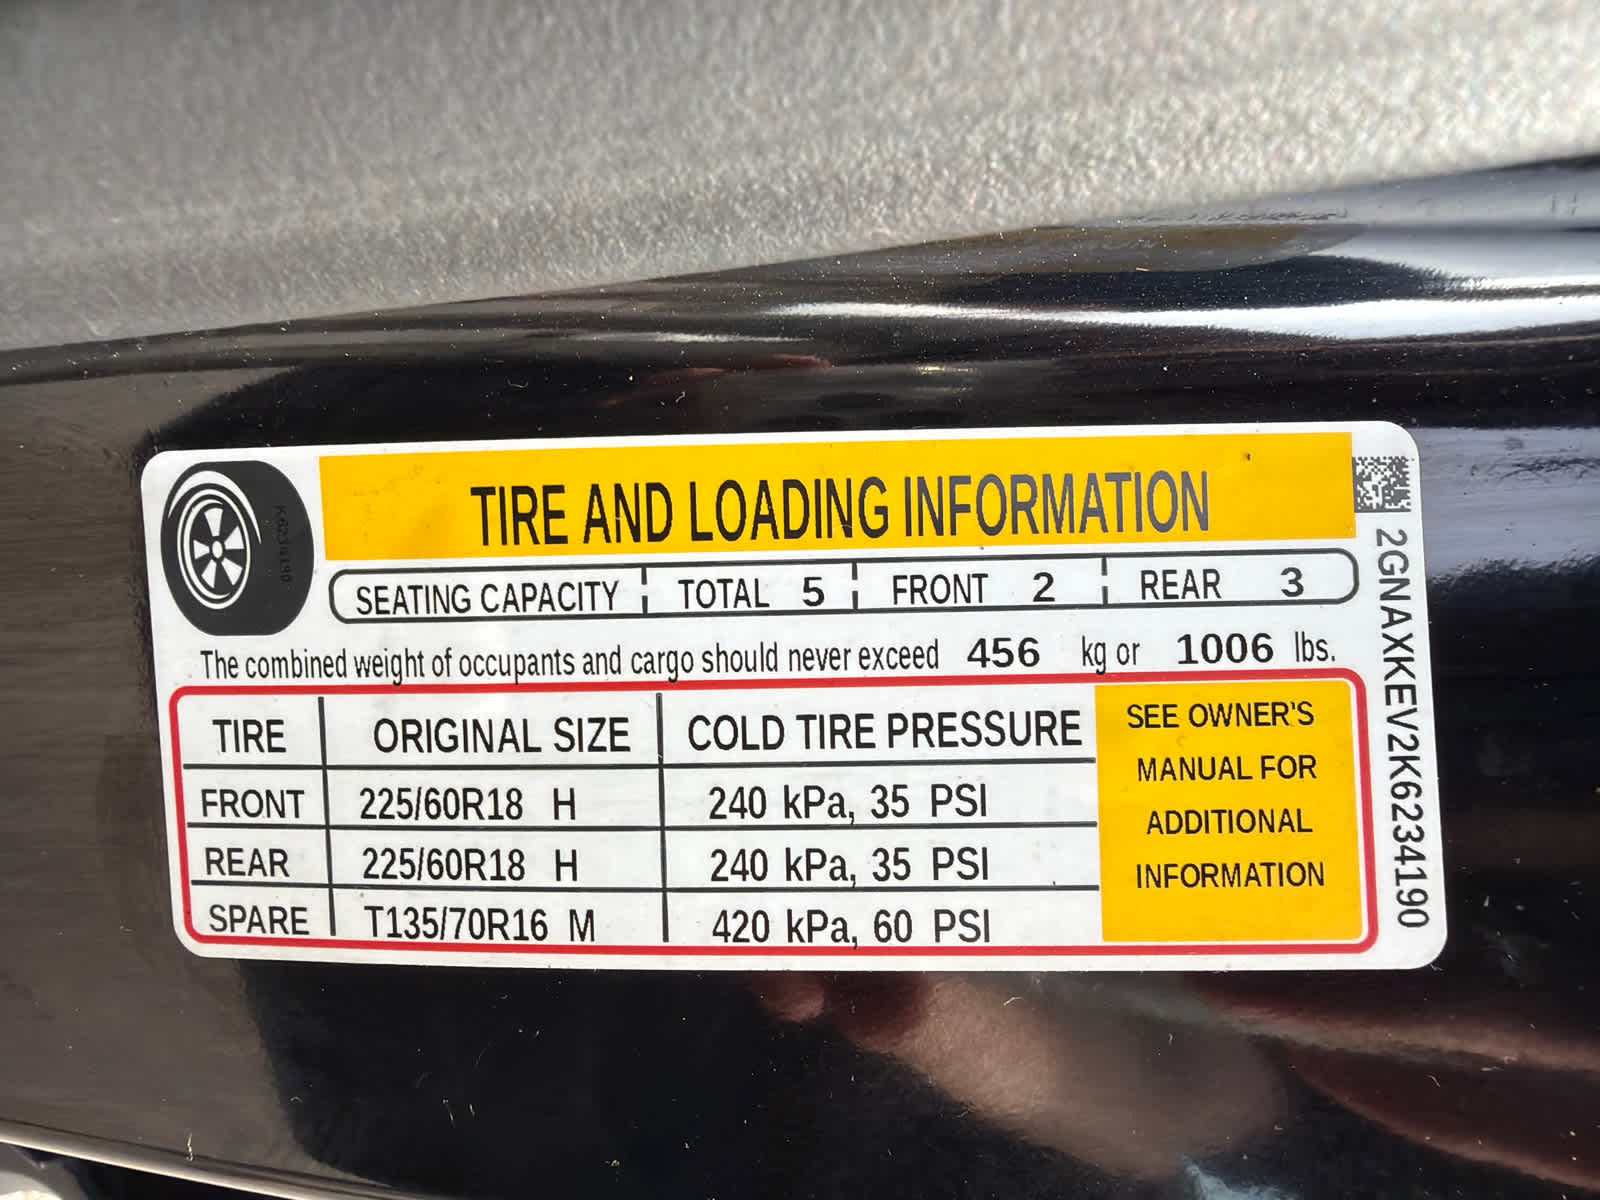 TIRE AND LOADING INFORMATION
SEATING CAPACITY TOTAL 5 FRONT 2 REAR 3
The combined weight of occupants and cargo should never exceed 456 kg or 1006 lbs.
TIRE ORIGINAL SIZE COLD TIRE PRESSURE
FRONT 225/60R18 H 240 kPa, 35 PSI
REAR 225/60R18 H 240 kPa, 35 PSI
SPARE T135/70R16 M 420 kPa, 60 PSI
SEE OWNER'S
MANUAL FOR
ADDITIONAL
INFORMATION
2GNAXKEV2K6234190
K6234190